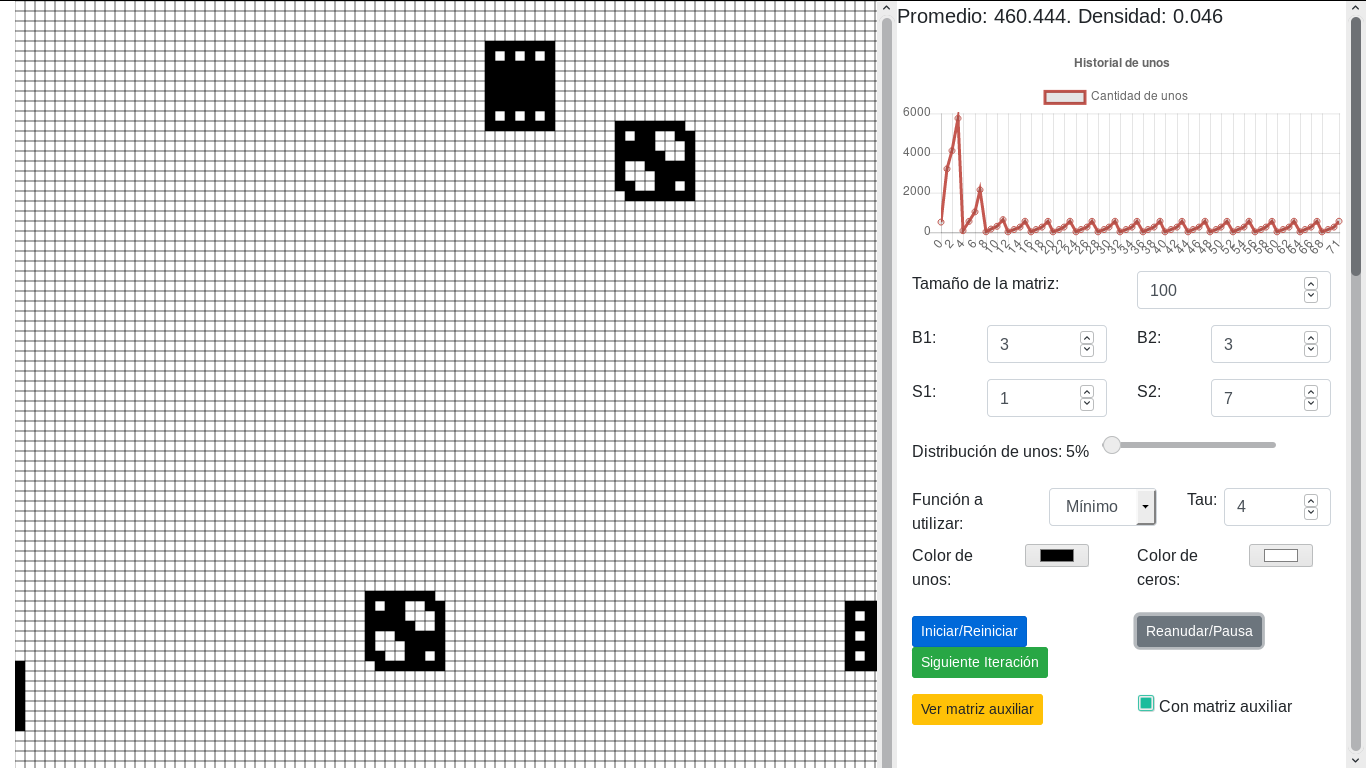 Promedio: 460.444. Densidad: 0.046
Historial de unos
Cantidad de unos
6000
4000
2000
0
0 2 4 6 8 10 12 14 16 18 20 22 24 26 28 30 32 34 36 38 40 42 44 46 48 50 52 54 56 58 60 62 64 66 68 71
Tamaño de la matriz: 100
B1: 3 B2: 3
S1: 1 S2: 7
Distribución de unos: 5%
Función a
utilizar: Mínimo Tau: 4
Color de
unos:
Color de
ceros:
Iniciar/Reiniciar Reanudar/Pausa
Siguiente Iteración
Ver matriz auxiliar Con matriz auxiliar